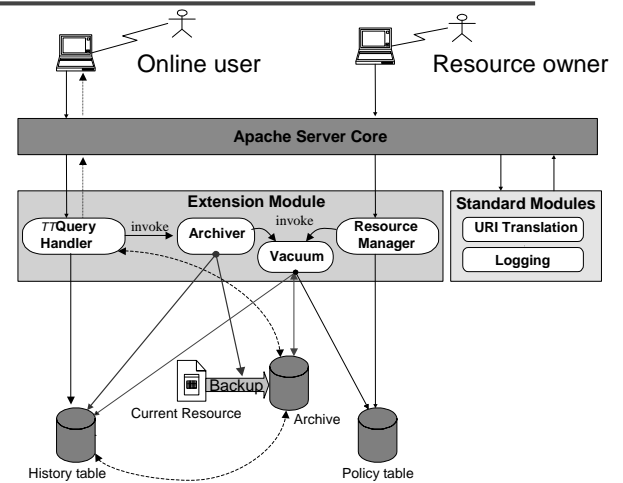 Online user
Resource owner
Apache Server Core
Extension Module
Standard Modules
TTQuery
Handler
invoke
Archiver
invoke
Vacuum
Resource
Manager
URI Translation
Logging
Backup
Current Resource
Archive
History table
Policy table